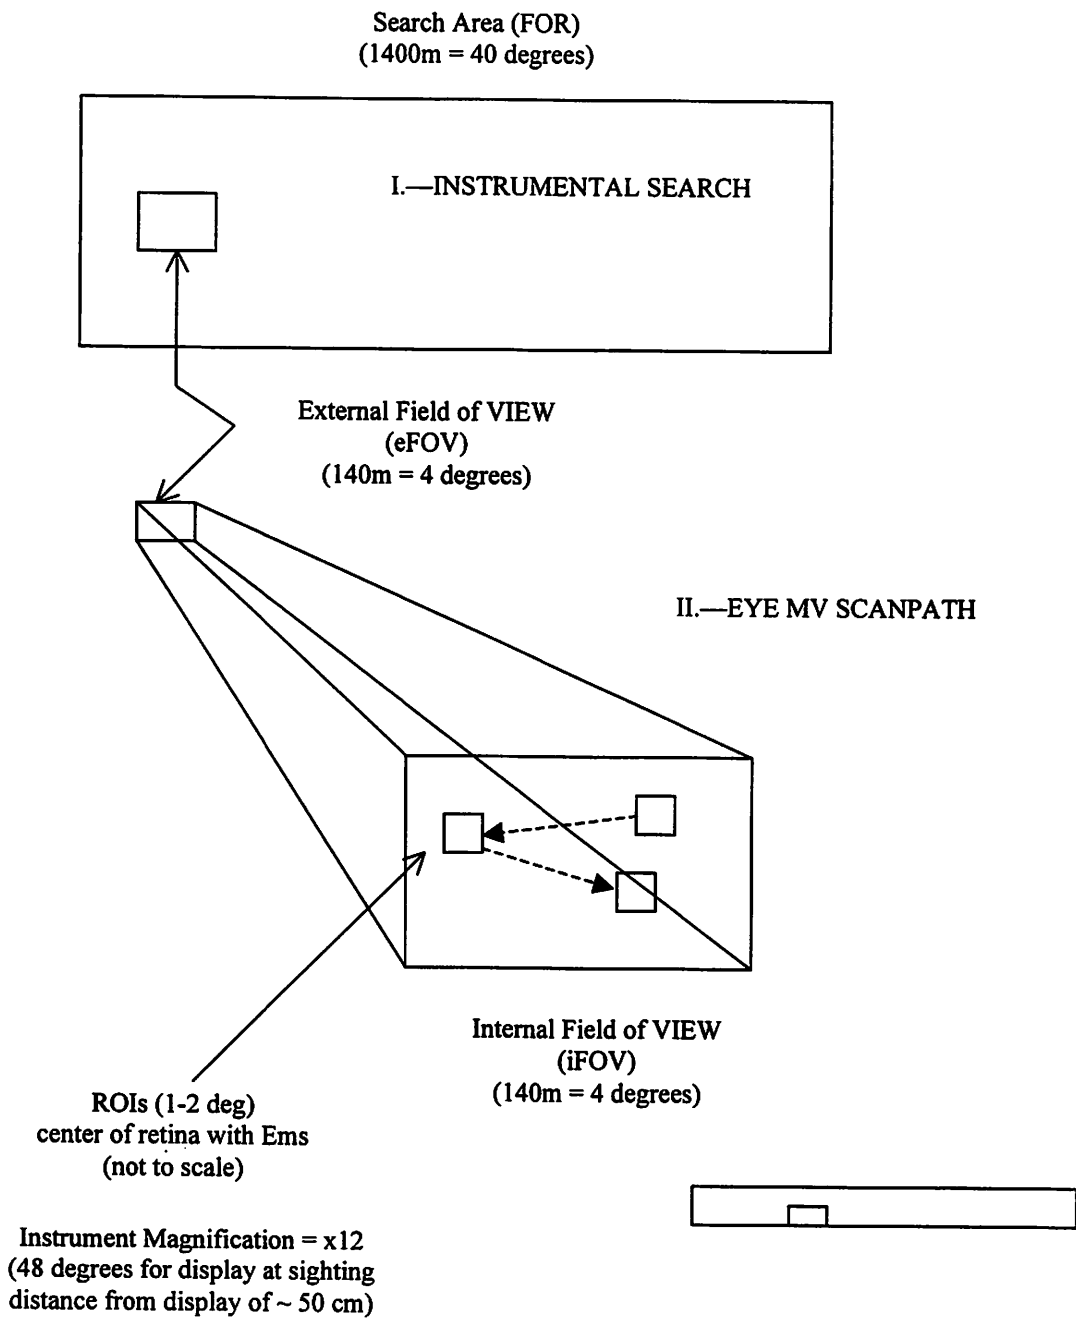 Search Area (FOR)
(1400m = 40 degrees)
I.—INSTRUMENTAL SEARCH
External Field of VIEW
(eFOV)
(140m = 4 degrees)
II.—EYE MV SCANPATH
Internal Field of VIEW
(iFOV)
(140m = 4 degrees)
ROIs (1-2 deg)
center of retina with Ems
(not to scale)
Instrument Magnification = x12
(48 degrees for display at sighting
distance from display of ~ 50 cm)